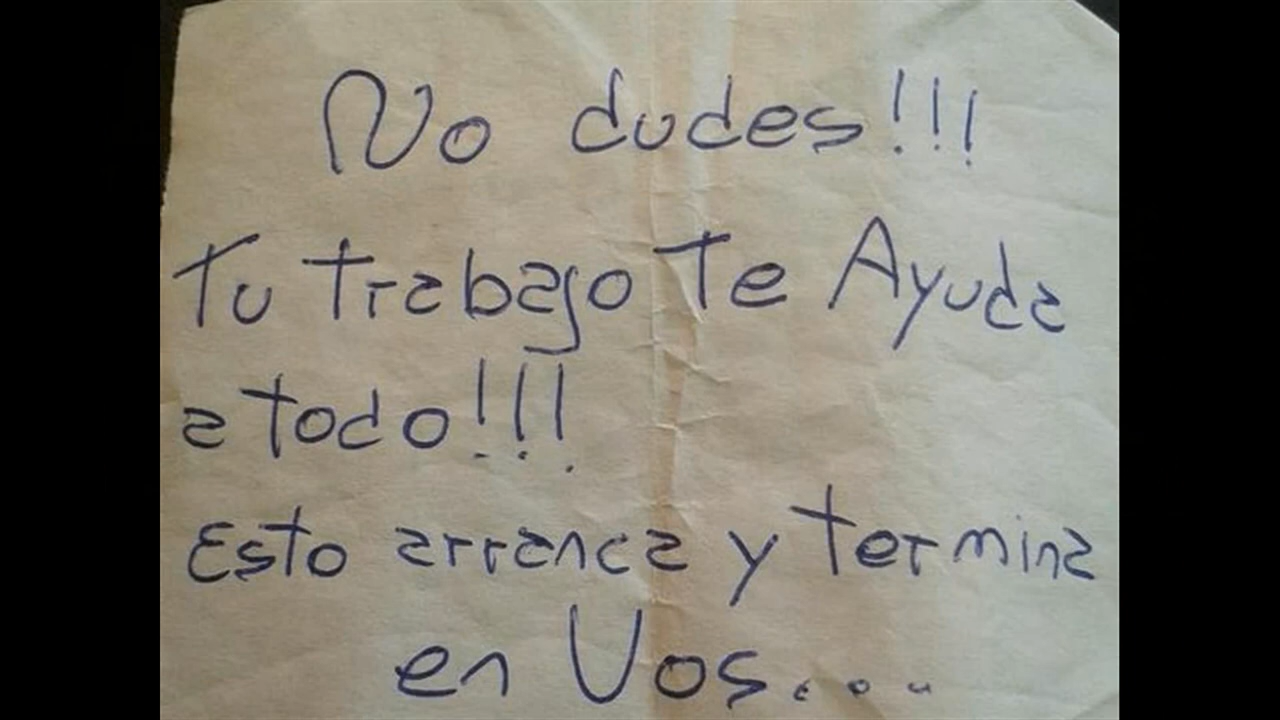 No dudes!!!
Tu trabajo Te Ayuda
a todo!!!
Esto arranca y termina
en Vos...